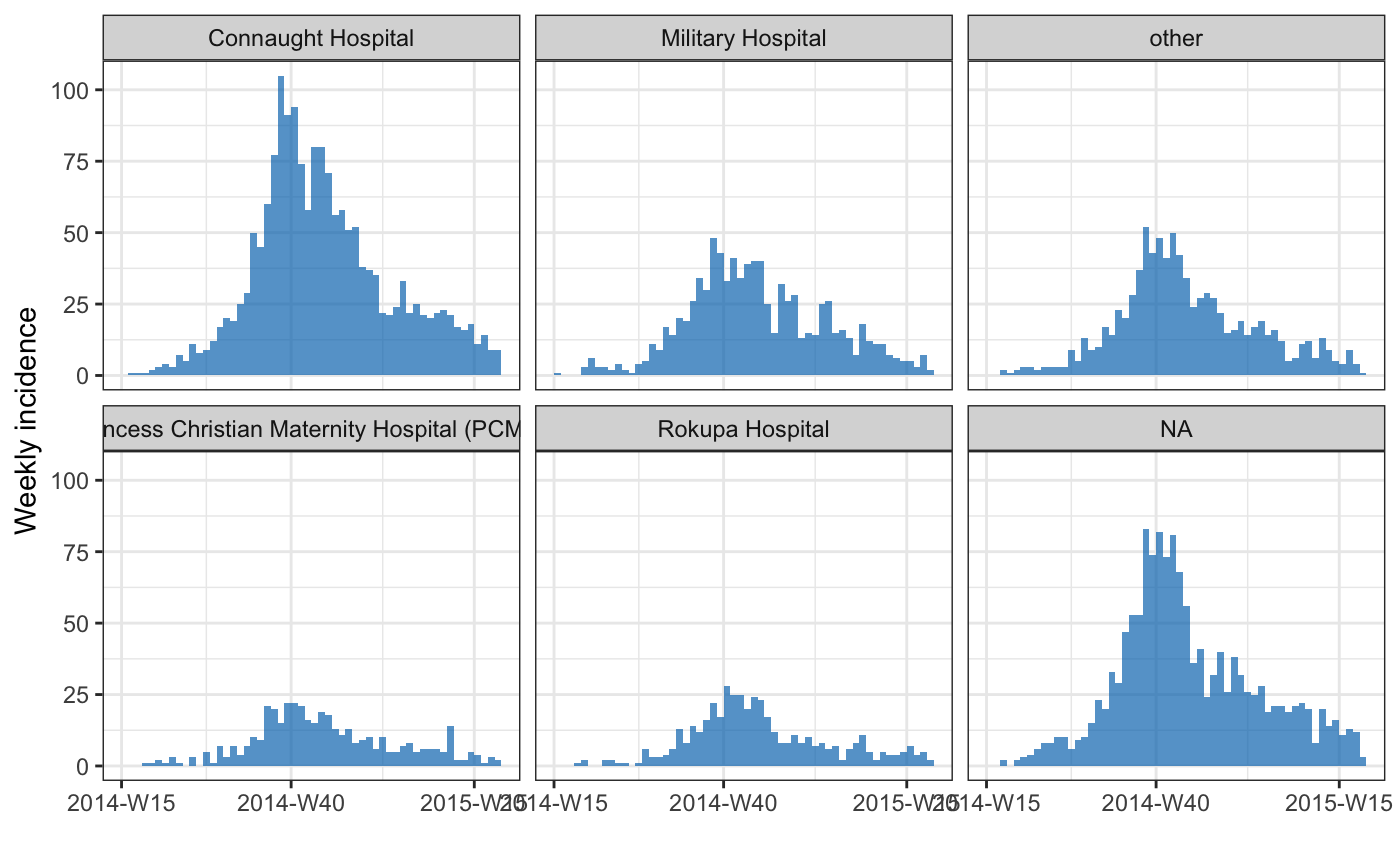 Connaught Hospital
Military Hospital
other
100
75
50
25
0
Weekly incidence
ncess Christian Maternity Hospital (PCM
Rokupa Hospital
NA
100
75
50
25
0
2014-W15 2014-W40 2015-W15
2014-W15 2014-W40 2015-W15
2014-W15 2014-W40 2015-W15